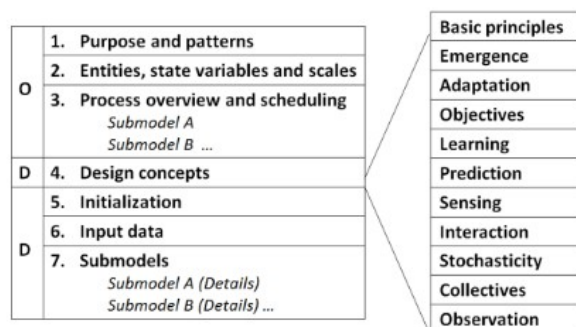 O
1. Purpose and patterns
2. Entities, state variables and scales
3. Process overview and scheduling
Submodel A
Submodel B ...
D
4. Design concepts
D
5. Initialization
6. Input data
7. Submodels
Submodel A (Details)
Submodel B (Details) ...
Basic principles
Emergence
Adaptation
Objectives
Learning
Prediction
Sensing
Interaction
Stochasticity
Collectives
Observation